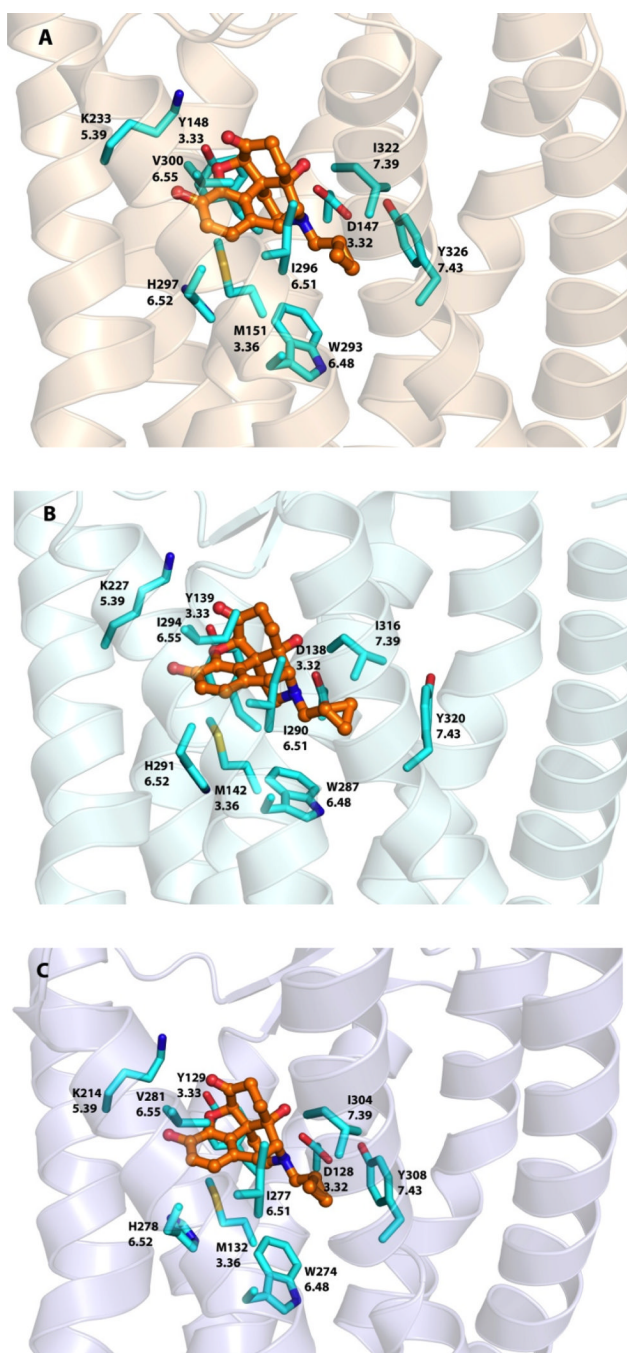 A
K233
5.39
Y148
3.33
V300
6.55
I322
7.39
D147
3.32
Y326
7.43
I296
6.51
H297
6.52
M151
3.36
W293
6.48
B
K227
5.39
Y139
3.33
I294
6.55
I316
7.39
D138
3.32
Y320
7.43
I290
6.51
H291
6.52
M142
3.36
W287
6.48
C
K214
5.39
Y129
3.33
V281
6.55
I304
7.39
D128
3.32
Y308
7.43
I277
6.51
H278
6.52
M132
3.36
W274
6.48